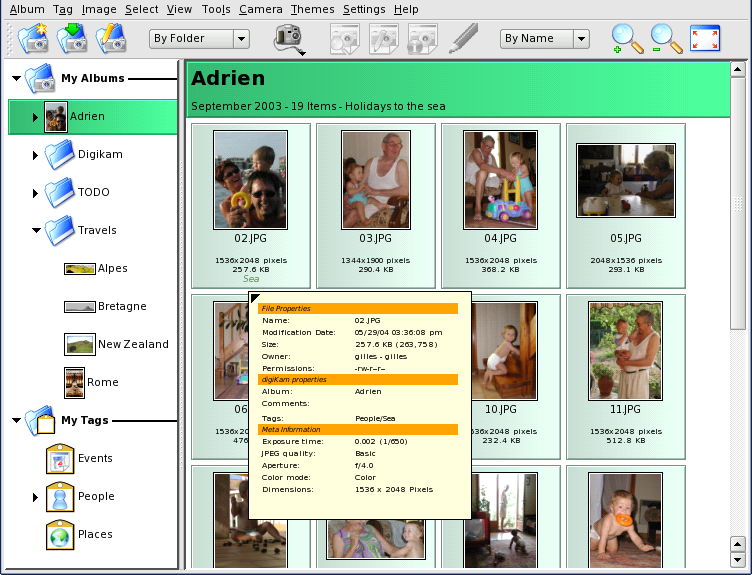 Album Tag Image Select View Tools Camera Themes Settings Help
By Folder
By Name
My Albums
Adrien
Digikam
TODO
Travels
Alpes
Bretagne
New Zealand
Rome
My Tags
Events
People
Places
Adrien
September 2003 - 19 Items - Holidays to the sea
02.JPG
1536x2048 pixels
257.6 KB
Sea
03.JPG
1344x1900 pixels
290.4 KB
04.JPG
1536x2048 pixels
368.2 KB
05.JPG
2048x1536 pixels
293.1 KB
06
1536x20
476
File Properties
Name: 02.JPG
Modification Date: 05/29/04 03:36:08 pm
Size: 257.6 KB (263,758)
Owner: gilles - gilles
Permissions: -rw-r--r--
digiKam properties
Album: Adrien
Comments:
Tags: People/Sea
Meta Information
Exposure time: 0.002 (1/650)
JPEG quality: Basic
Aperture: f/4.0
Color mode: Color
Dimensions: 1536 x 2048 Pixels
10.JPG
1536x2048 pixels
232.4 KB
11.JPG
1536x2048 pixels
512.8 KB